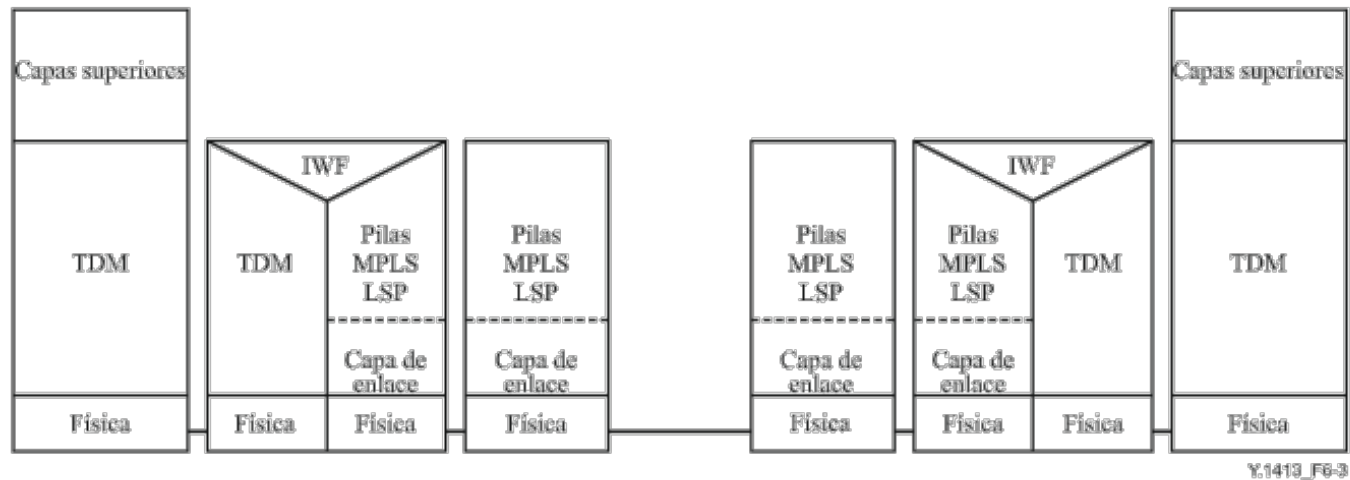 Capas superiores
Capas superiores
IWF
IWF
TDM
TDM
Pilas
MPLS
LSP
Pilas
MPLS
LSP
Pilas
MPLS
LSP
Pilas
MPLS
LSP
TDM
TDM
Capa de
enlace
Capa de
enlace
Capa de
enlace
Capa de
enlace
Física
Física
Física
Física
Física
Física
Física
Física
Y.1413_F6-3